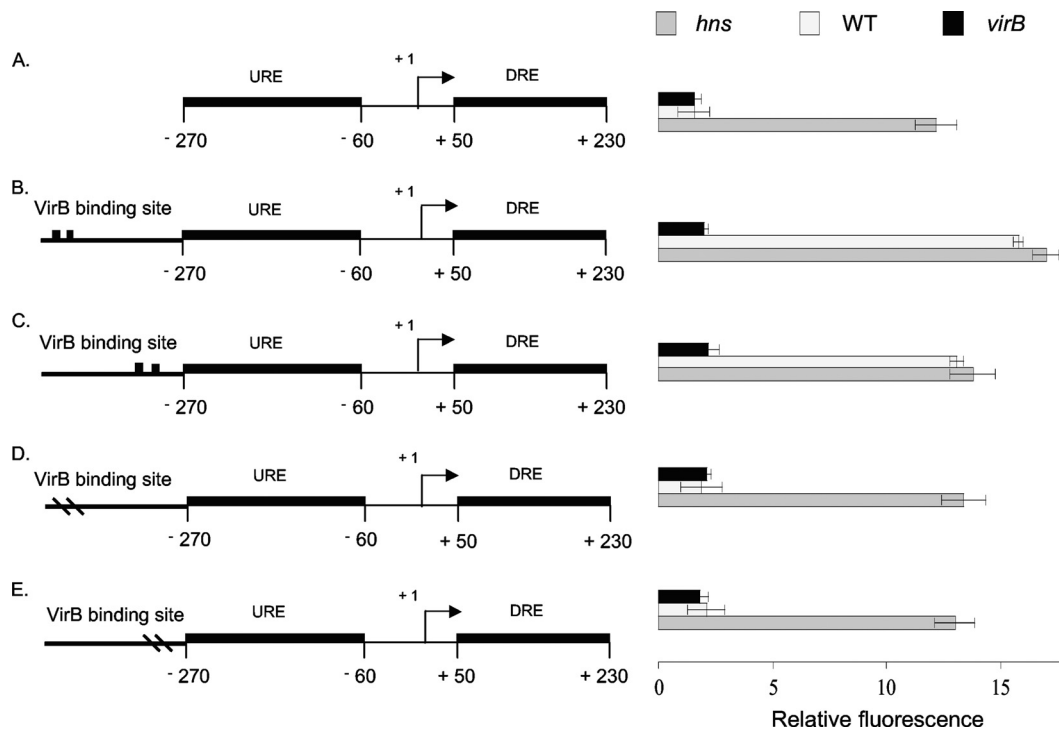 hns WT virB
A.
+ 1
URE DRE
- 270 - 60 + 50 + 230
B.
+ 1
VirB binding site URE DRE
- 270 - 60 + 50 + 230
C.
+ 1
VirB binding site URE DRE
- 270 - 60 + 50 + 230
D.
+ 1
VirB binding site URE DRE
- 270 - 60 + 50 + 230
E.
+ 1
VirB binding site URE DRE
- 270 - 60 + 50 + 230
0 5 10 15
Relative fluorescence